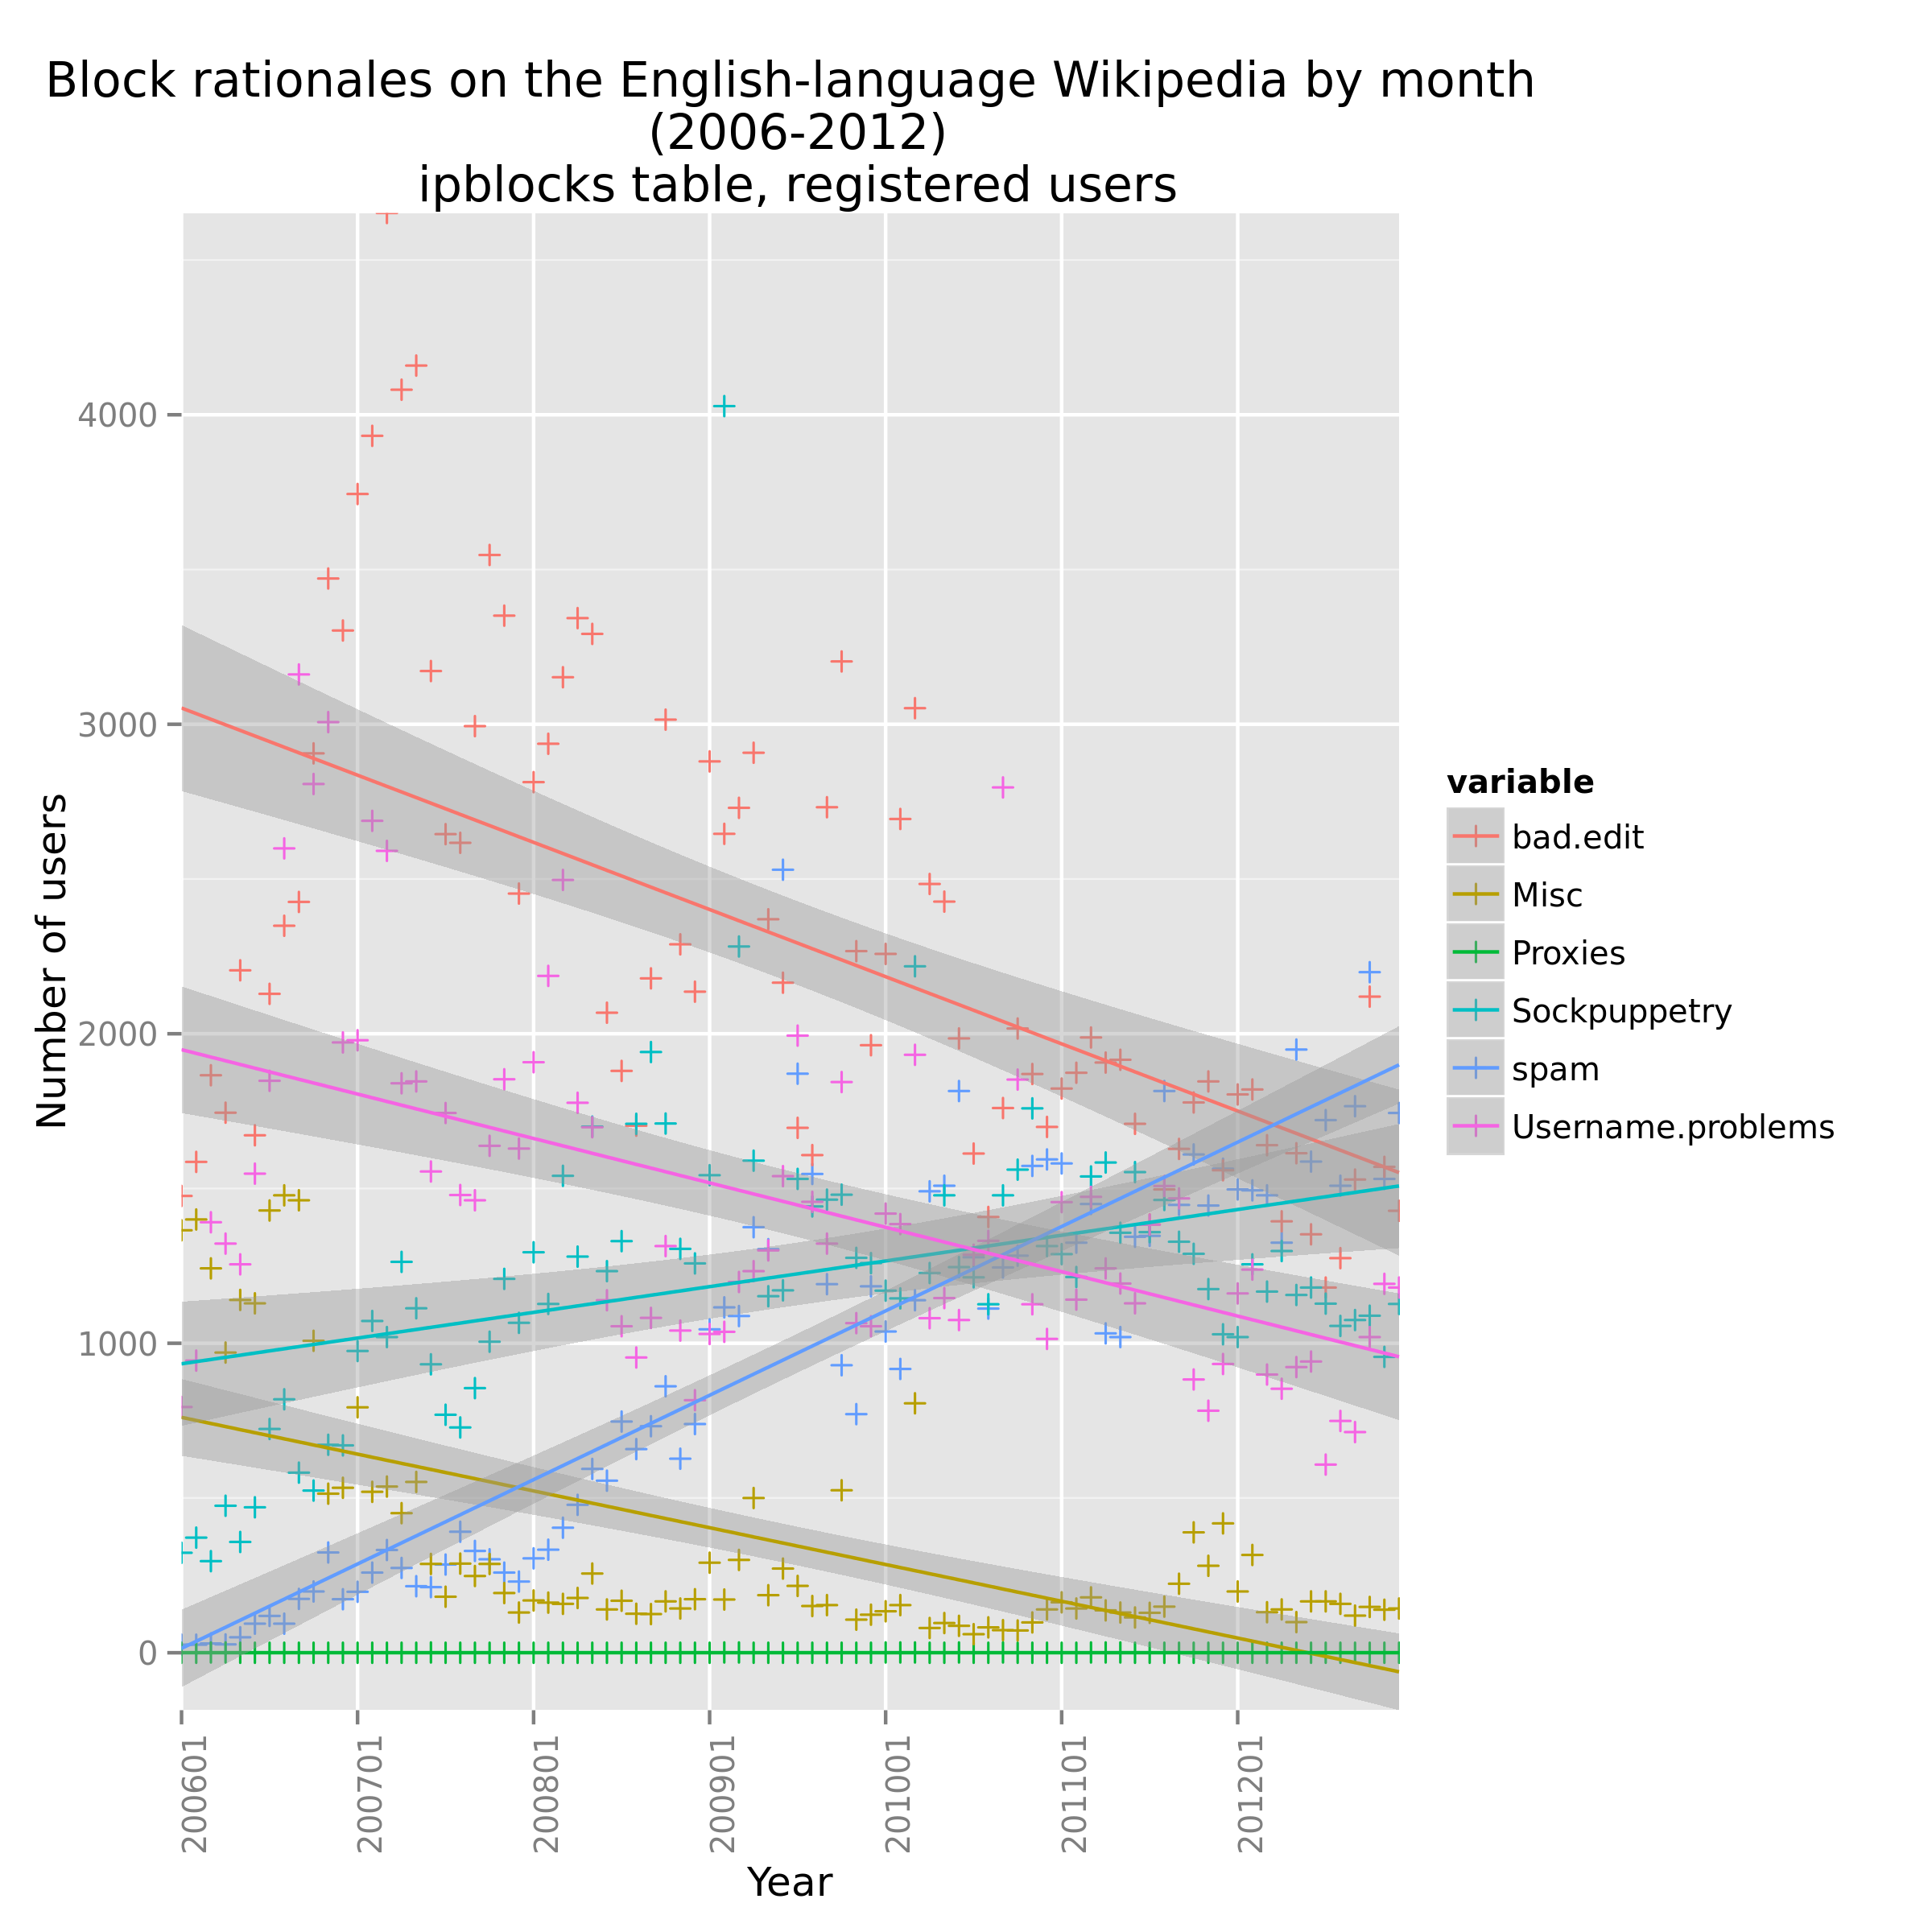 Block rationales on the English-language Wikipedia by month
(2006-2012)
ipblocks table, registered users
Number of users
4000
3000
2000
1000
0
200601
200701
200801
200901
201001
201101
201201
Year
variable
bad.edit
Misc
Proxies
Sockpuppetry
spam
Username.problems